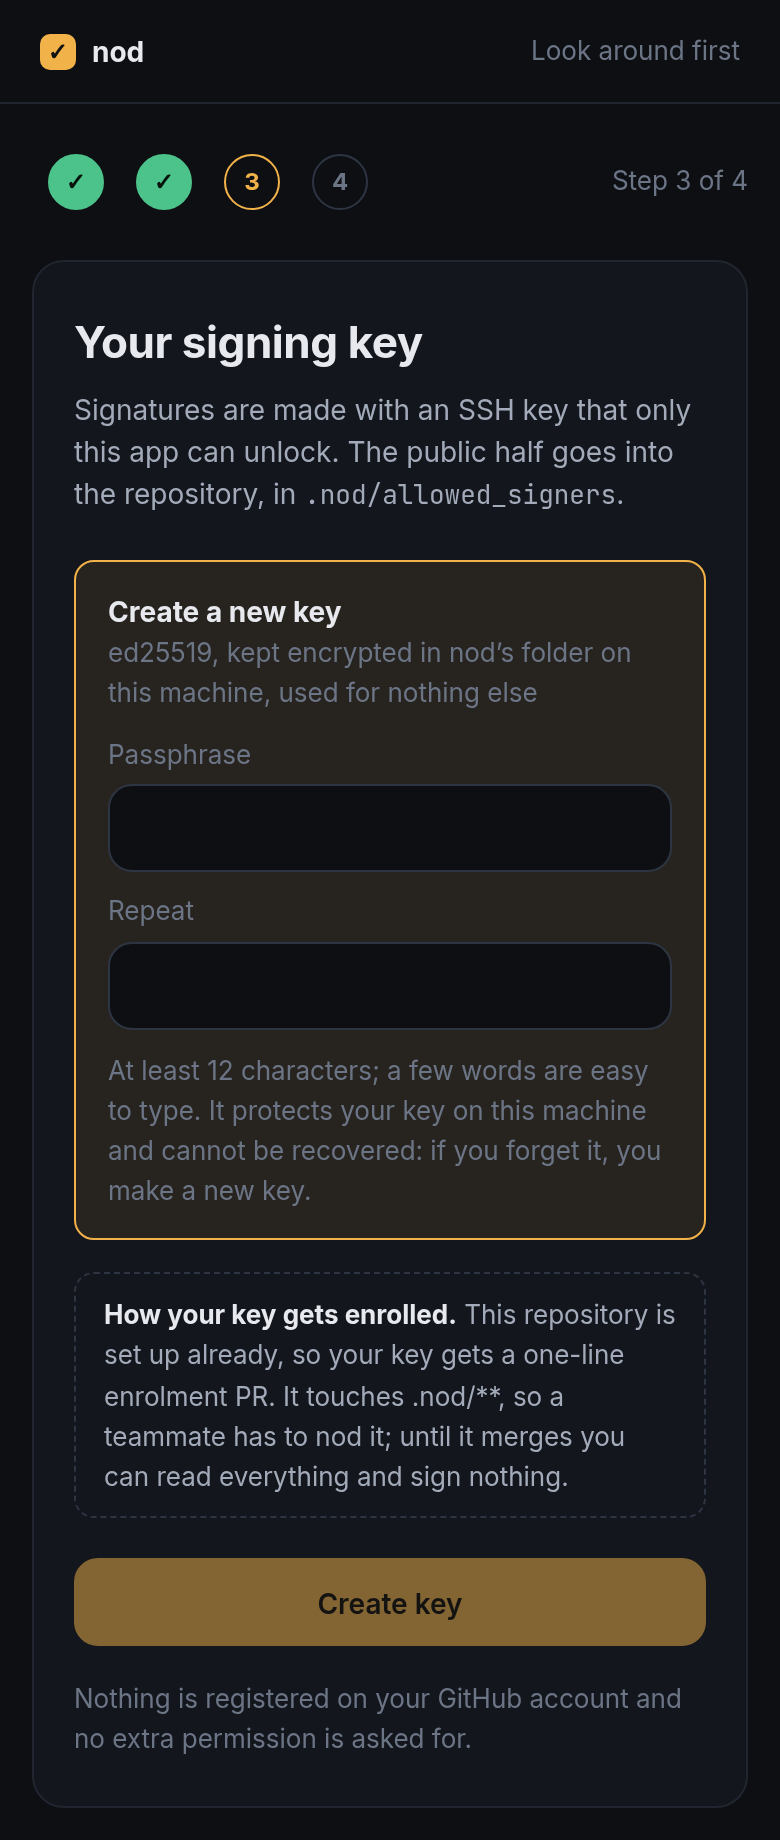 ✓ nod
Look around first
✓ ✓ 3 4
Step 3 of 4
Your signing key
Signatures are made with an SSH key that only
this app can unlock. The public half goes into
the repository, in .nod/allowed_signers.
Create a new key
ed25519, kept encrypted in nod’s folder on
this machine, used for nothing else
Passphrase
Repeat
At least 12 characters; a few words are easy
to type. It protects your key on this machine
and cannot be recovered: if you forget it, you
make a new key.
How your key gets enrolled. This repository is
set up already, so your key gets a one-line
enrolment PR. It touches .nod/**, so a
teammate has to nod it; until it merges you
can read everything and sign nothing.
Create key
Nothing is registered on your GitHub account and
no extra permission is asked for.